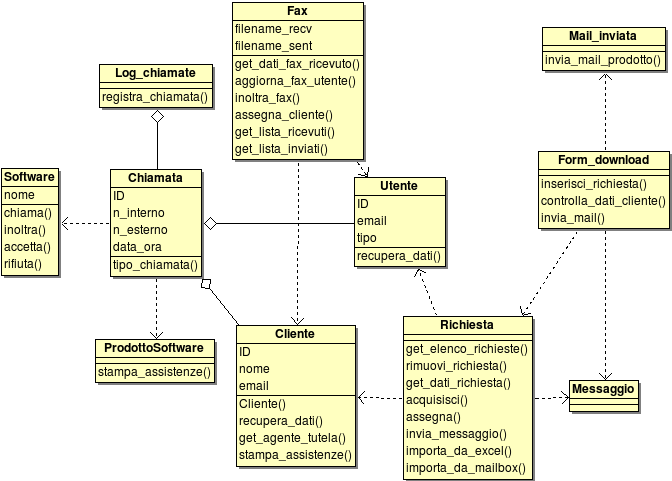 Fax
filename_recv
filename_sent
get_dati_fax_ricevuto()
aggiorna_fax_utente()
inoltra_fax()
assegna_cliente()
get_lista_ricevuti()
get_lista_inviati()
Mail_inviata
invia_mail_prodotto()
Log_chiamate
registra_chiamata()
Form_download
inserisci_richiesta()
controlla_dati_cliente()
invia_mail()
Software
nome
chiama()
inoltra()
accetta()
rifiuta()
Chiamata
ID
n_interno
n_esterno
data_ora
tipo_chiamata()
Utente
ID
email
tipo
recupera_dati()
ProdottoSoftware
stampa_assistenze()
Cliente
ID
nome
email
Cliente()
recupera_dati()
get_agente_tutela()
stampa_assistenze()
Richiesta
get_elenco_richieste()
rimuovi_richiesta()
get_dati_richiesta()
acquisisci()
assegna()
invia_messaggio()
importa_da_excel()
importa_da_mailbox()
Messaggio